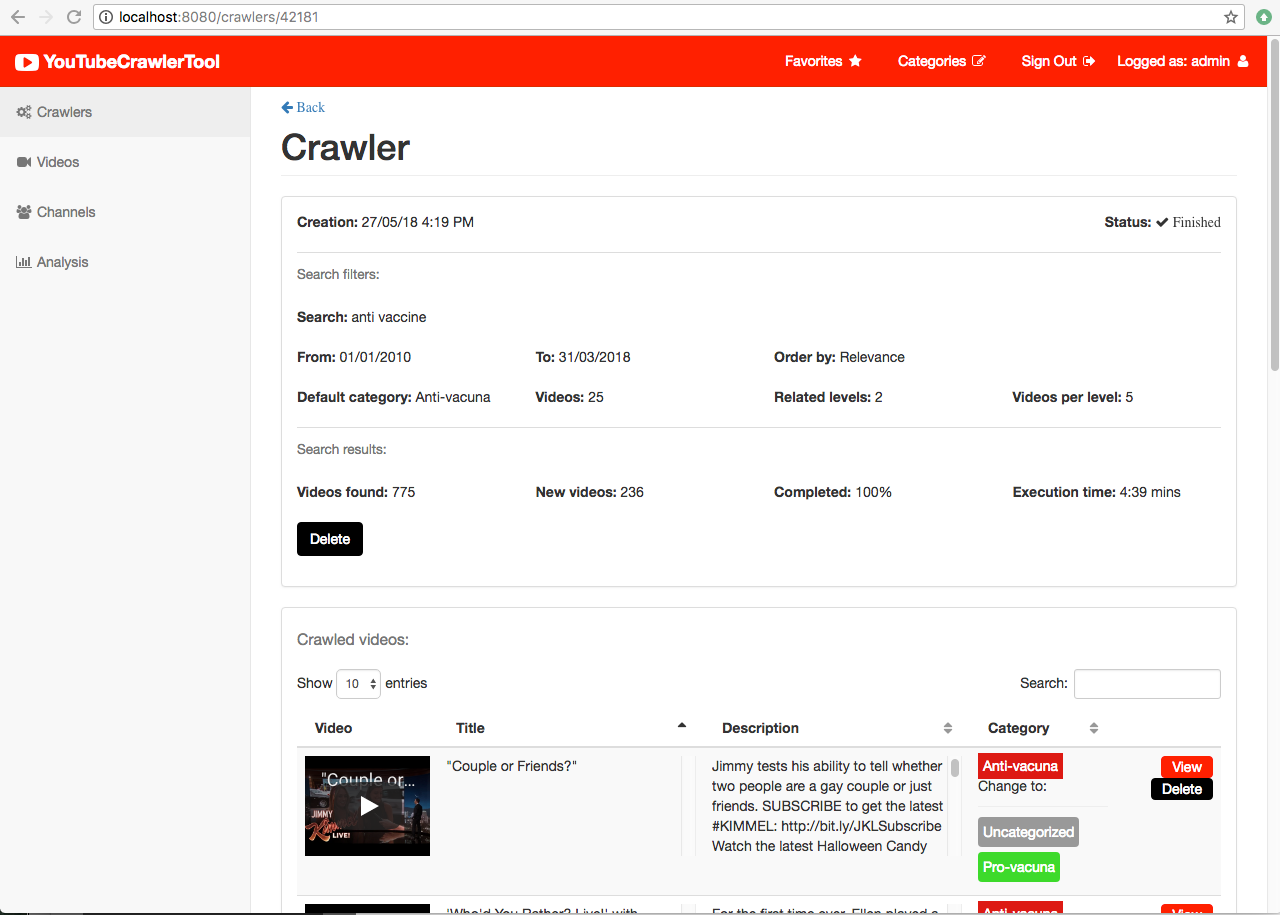 localhost:8080/crawlers/42181
YouTubeCrawlerTool
Favorites
Categories
Sign Out
Logged as: admin
Crawlers
Videos
Channels
Analysis
Back
Crawler
Creation: 27/05/18 4:19 PM
Status: Finished
Search filters:
Search: anti vaccine
From: 01/01/2010
To: 31/03/2018
Order by: Relevance
Default category: Anti-vacuna
Videos: 25
Related levels: 2
Videos per level: 5
Search results:
Videos found: 775
New videos: 236
Completed: 100%
Execution time: 4:39 mins
Delete
Crawled videos:
Show 10 entries
Search:
Video
Title
Description
Category
"Couple or...
JIMMY
KIMMEL
LIVE!
"Couple or Friends?"
Jimmy tests his ability to tell whether
two people are a gay couple or just
friends. SUBSCRIBE to get the latest
#KIMMEL: http://bit.ly/JKLSubscribe
Watch the latest Halloween Candy
Anti-vacuna
Change to:
Uncategorized
Pro-vacuna
View
Delete
'Who'd You Rather? Live!' with
For the first time ever, Ellen played a
Anti-vacuna
View